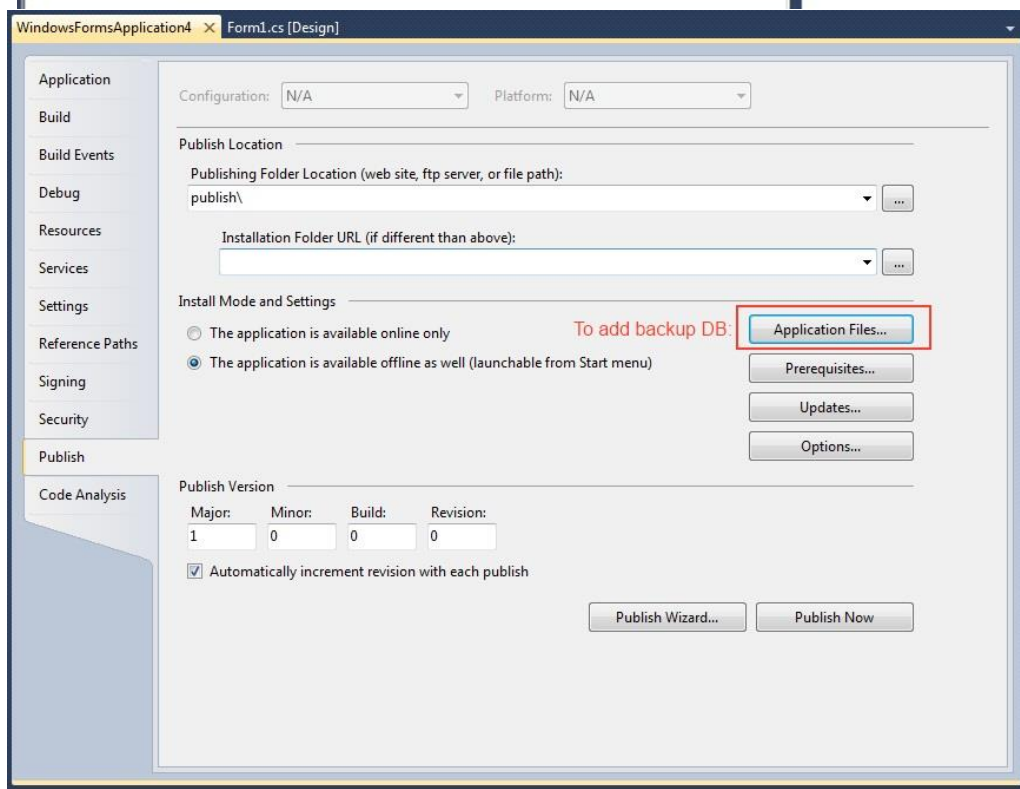 WindowsFormsApplication4 X Form1.cs [Design]
Application
Build
Build Events
Debug
Resources
Services
Settings
Reference Paths
Signing
Security
Publish
Code Analysis
Configuration: N/A Platform: N/A
Publish Location
Publishing Folder Location (web site, ftp server, or file path):
publish\
...
Installation Folder URL (if different than above):
...
Install Mode and Settings
The application is available online only
The application is available offline as well (launchable from Start menu)
To add backup DB: Application Files...
Prerequisites...
Updates...
Options...
Publish Version
Major: Minor: Build: Revision:
1 0 0 0
Automatically increment revision with each publish
Publish Wizard... Publish Now